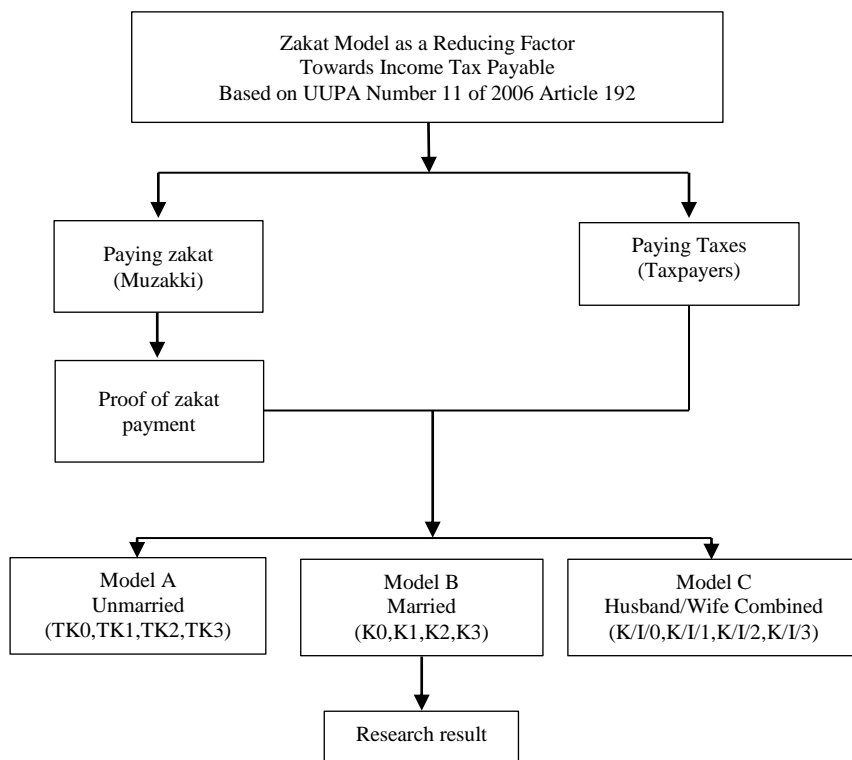 Zakat Model as a Reducing Factor
Towards Income Tax Payable
Based on UUPA Number 11 of 2006 Article 192
Paying zakat
(Muzakki)
Paying Taxes
(Taxpayers)
Proof of zakat
payment
Model A
Unmarried
(TK0,TK1,TK2,TK3)
Model B
Married
(K0,K1,K2,K3)
Model C
Husband/Wife Combined
(K/I/0,K/I/1,K/I/2,K/I/3)
Research result